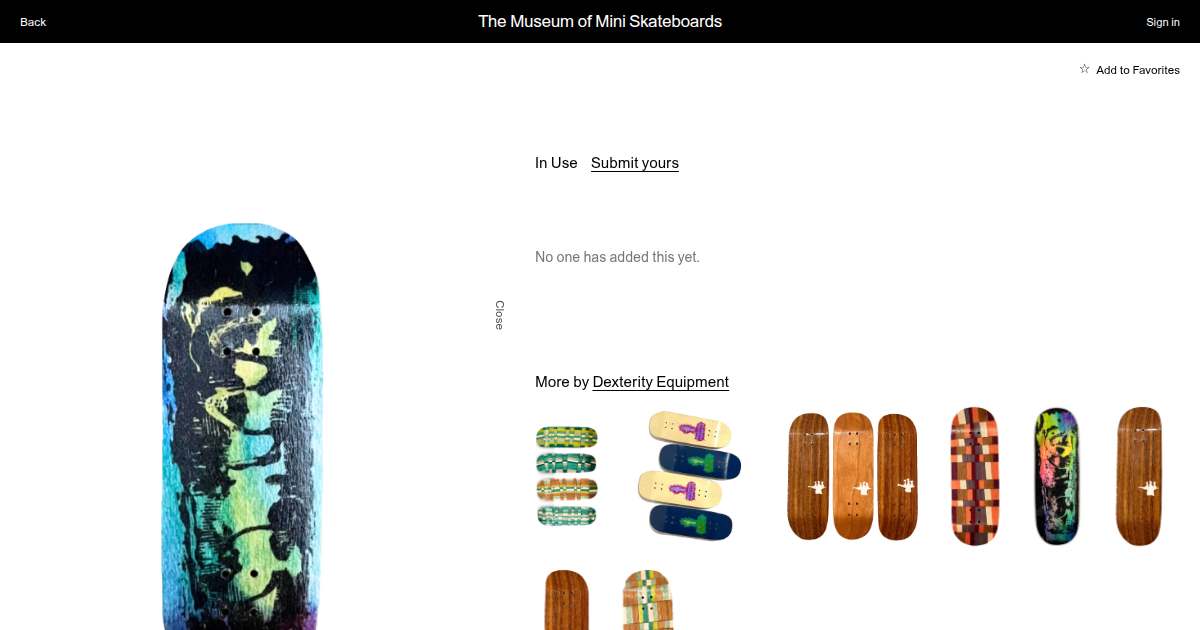 Back
The Museum of Mini Skateboards
Sign in
☆ Add to Favorites
In Use Submit yours
No one has added this yet.
Close
More by Dexterity Equipment